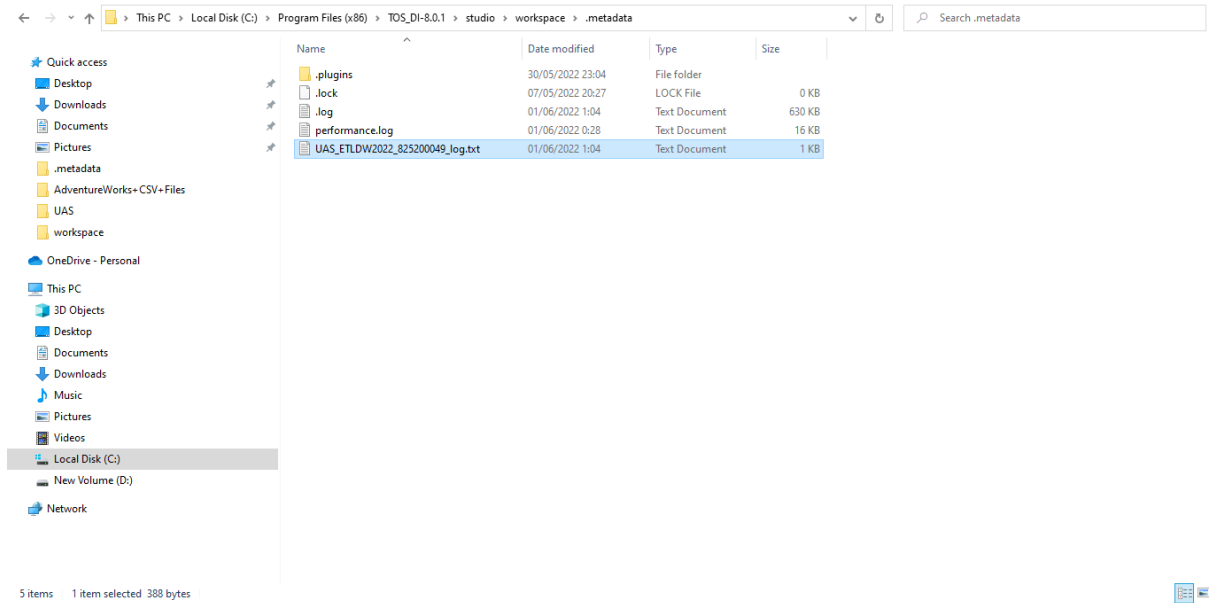 This PC › Local Disk (C:) › Program Files (x86) › TOS_DI-8.0.1 › studio › workspace › .metadata
Search .metadata
Quick access
Desktop
Downloads
Documents
Pictures
.metadata
AdventureWorks+CSV+Files
UAS
workspace
OneDrive - Personal
This PC
3D Objects
Desktop
Documents
Downloads
Music
Pictures
Videos
Local Disk (C:)
New Volume (D:)
Network
Name Date modified Type Size
.plugins 30/05/2022 23:04 File folder
.lock 07/05/2022 20:27 LOCK File 0 KB
.log 01/06/2022 1:04 Text Document 630 KB
performance.log 01/06/2022 0:28 Text Document 16 KB
UAS_ETLDW2022_825200049_log.txt 01/06/2022 1:04 Text Document 1 KB
5 items 1 item selected 388 bytes